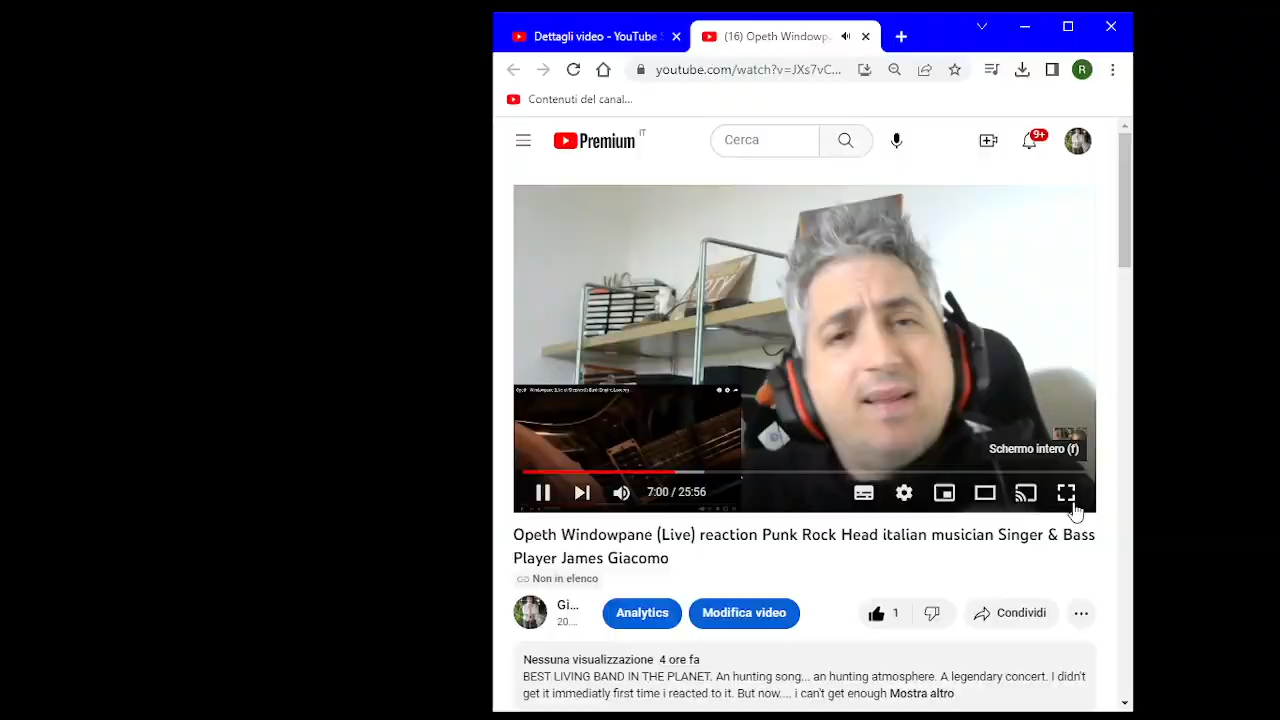 Dettagli video - YouTube S
(16) Opeth Windowp
youtube.com/watch?v=JXs7vC...
R
Contenuti del canal...
Premium
IT
Cerca
9+
Schermo intero (f)
7:00 / 25:56
Opeth Windowpane (Live) reaction Punk Rock Head italian musician Singer & Bass
Player James Giacomo
Non in elenco
Gi...
20....
Analytics
Modifica video
1
Condividi
Nessuna visualizzazione 4 ore fa
BEST LIVING BAND IN THE PLANET. An hunting song... an hunting atmosphere. A legendary concert. I didn't
get it immediatly first time i reacted to it. But now.... i can't get enough Mostra altro